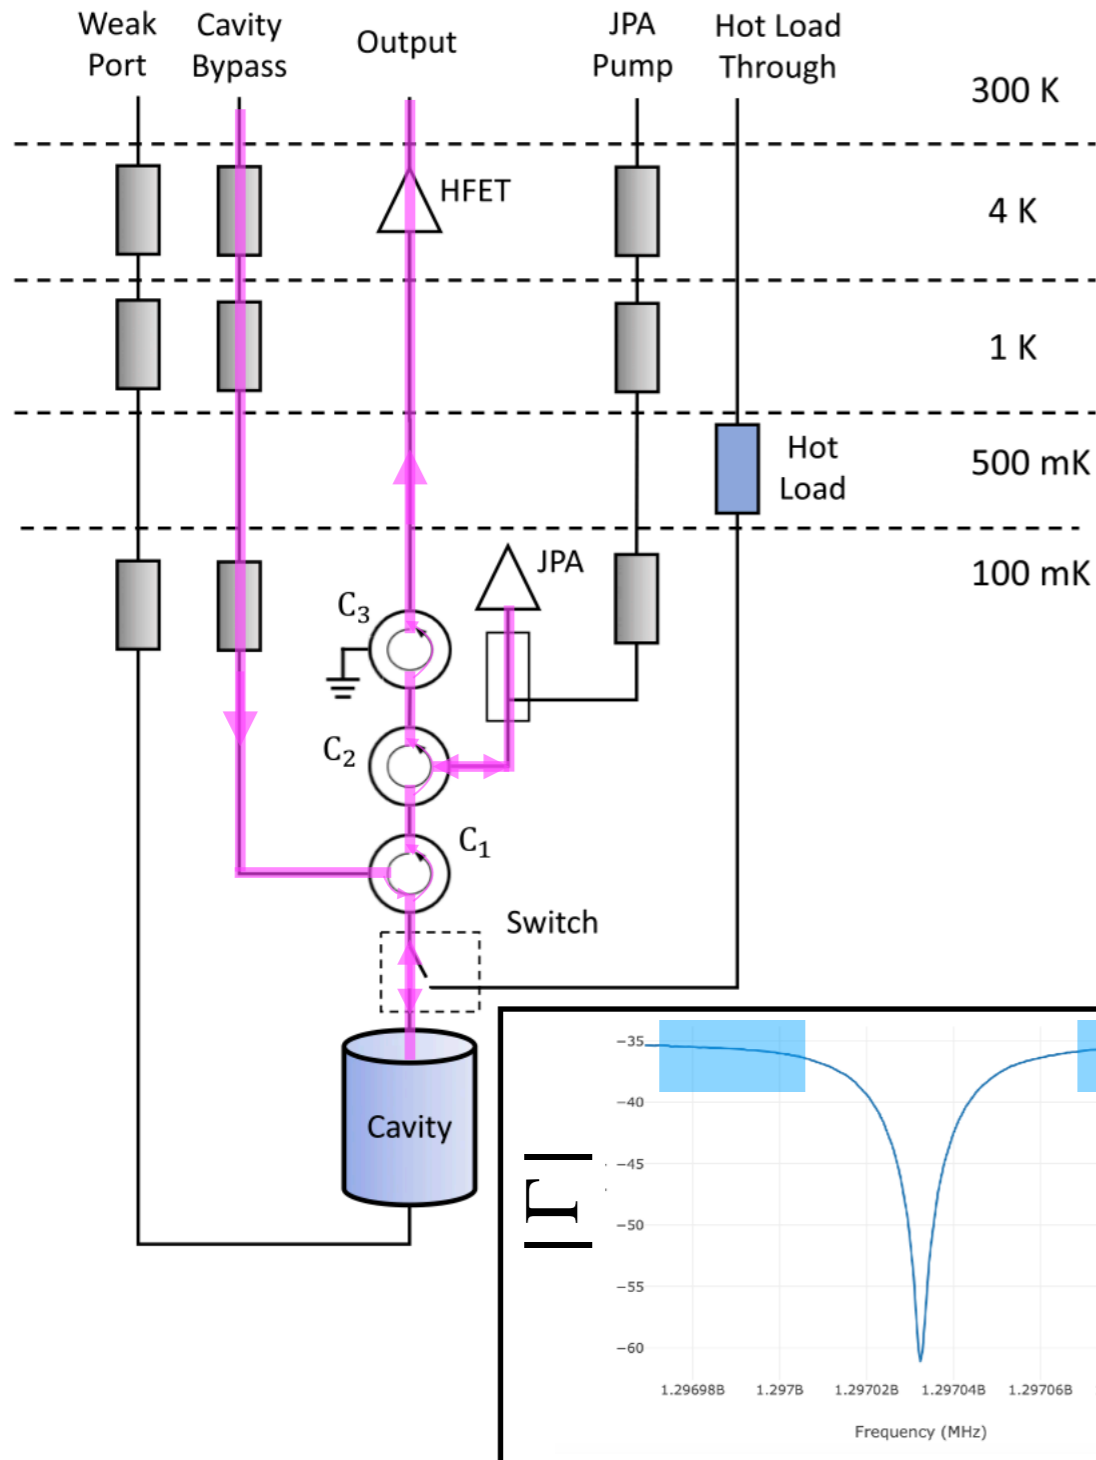 Weak
Port
Cavity
Bypass
Output
JPA
Pump
Hot Load
Through
300 K
HFET
4 K
1 K
Hot
Load
500 mK
JPA
100 mK
C₃
C₂
C₁
Switch
Cavity
|Γ|
−35
−40
−45
−50
−55
−60
1.29698B
1.297B
1.29702B
1.29704B
1.29706B
Frequency (MHz)